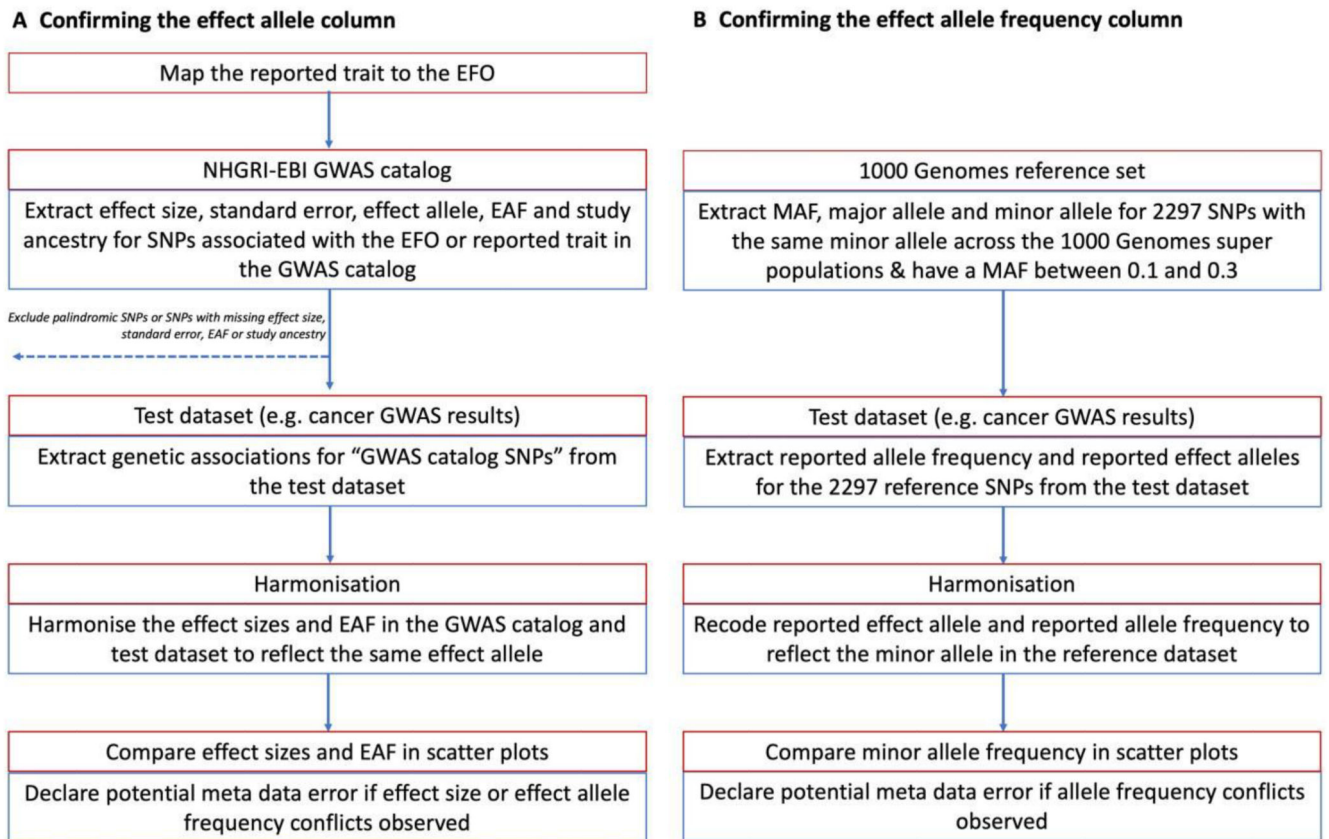 A Confirming the effect allele column
Map the reported trait to the EFO
NHGRI-EBI GWAS catalog
Extract effect size, standard error, effect allele, EAF and study
ancestry for SNPs associated with the EFO or reported trait in
the GWAS catalog
Exclude palindromic SNPs or SNPs with missing effect size,
standard error, EAF or study ancestry
Test dataset (e.g. cancer GWAS results)
Extract genetic associations for “GWAS catalog SNPs” from
the test dataset
Harmonisation
Harmonise the effect sizes and EAF in the GWAS catalog and
test dataset to reflect the same effect allele
Compare effect sizes and EAF in scatter plots
Declare potential meta data error if effect size or effect allele
frequency conflicts observed
B Confirming the effect allele frequency column
1000 Genomes reference set
Extract MAF, major allele and minor allele for 2297 SNPs with
the same minor allele across the 1000 Genomes super
populations & have a MAF between 0.1 and 0.3
Test dataset (e.g. cancer GWAS results)
Extract reported allele frequency and reported effect alleles
for the 2297 reference SNPs from the test dataset
Harmonisation
Recode reported effect allele and reported allele frequency to
reflect the minor allele in the reference dataset
Compare minor allele frequency in scatter plots
Declare potential meta data error if allele frequency conflicts
observed